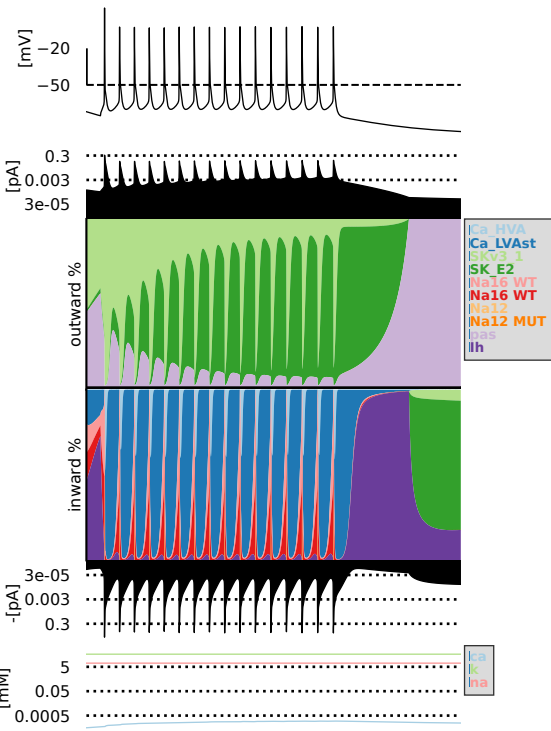 [mV]
−20
−50
[pA]
0.3
0.003
3e-05
outward %
Ca_HVA
Ca_LVAst
SKv3_1
SK_E2
Na16 WT
Na16 WT
Na12
Na12 MUT
pas
Ih
inward %
-[pA]
3e-05
0.003
0.3
[mM]
5
0.05
0.0005
ca
k
na